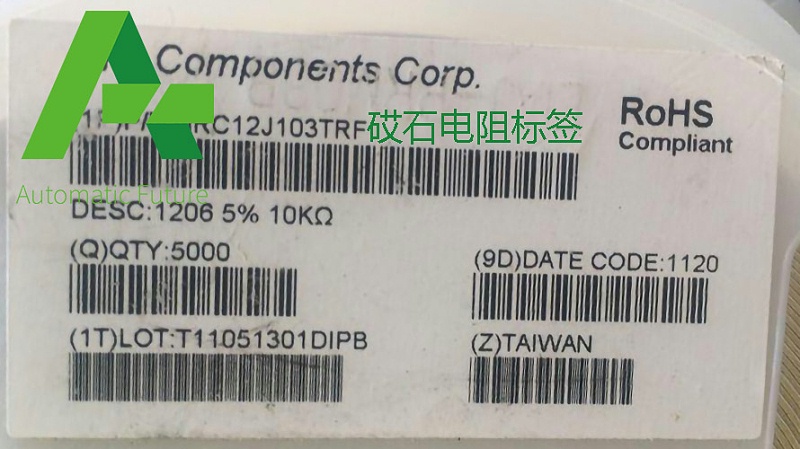 Components Corp.
RC12J103TRF
砹石电阻标签
RoHS
Compliant
Automatic Future
DESC:1206 5% 10KΩ
(Q)QTY:5000
(9D)DATE CODE:1120
(1T)LOT:T11051301DIPB
(Z)TAIWAN